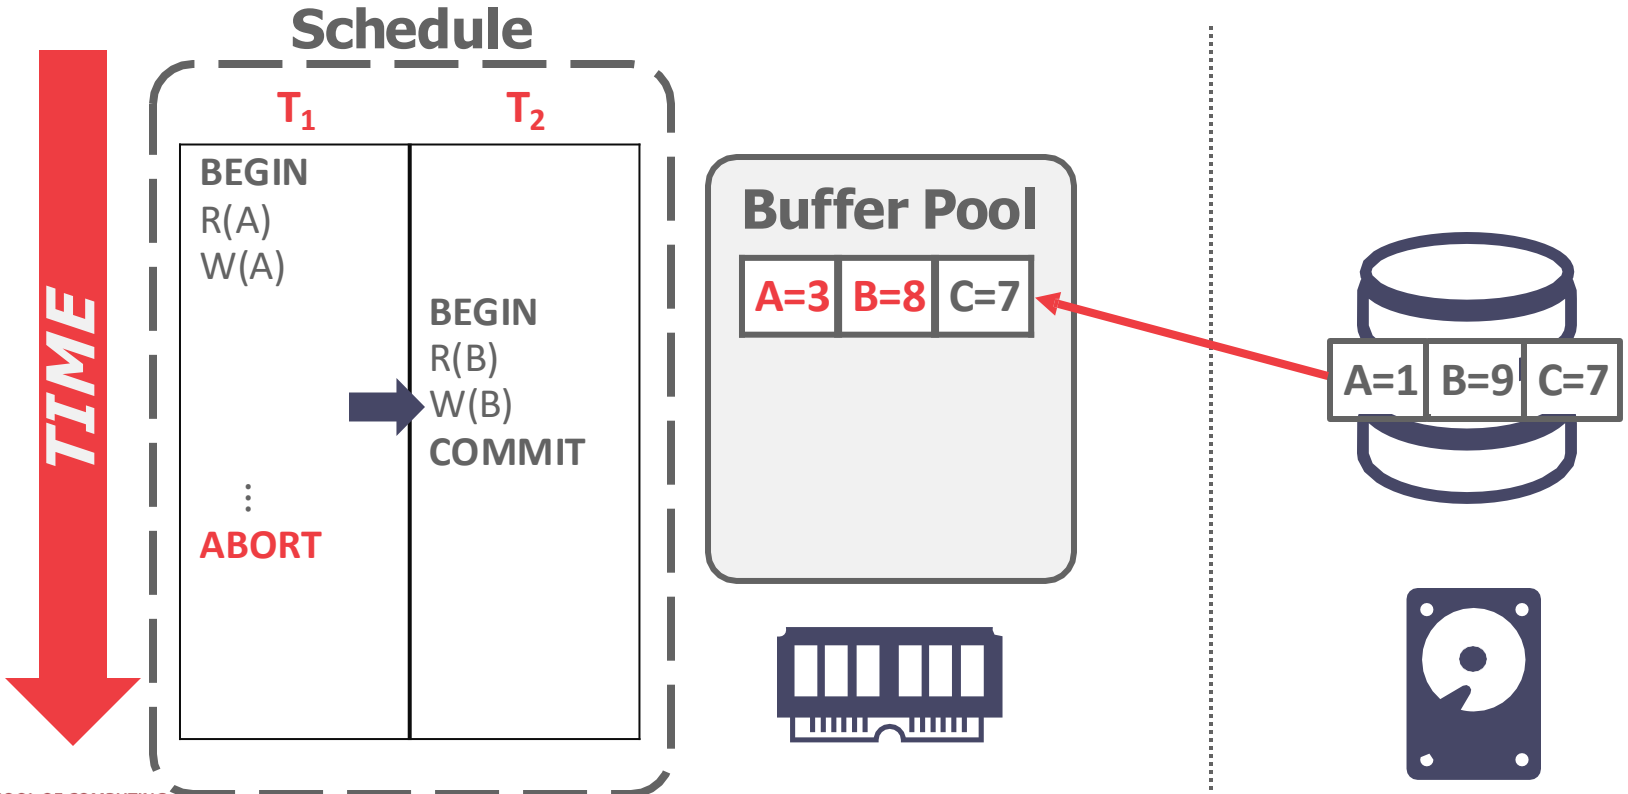 Schedule
TIME
T1 T2
BEGIN
R(A)
W(A)
⋮
ABORT
BEGIN
R(B)
W(B)
COMMIT
Buffer Pool
A=3 B=8 C=7
A=1 B=9 C=7